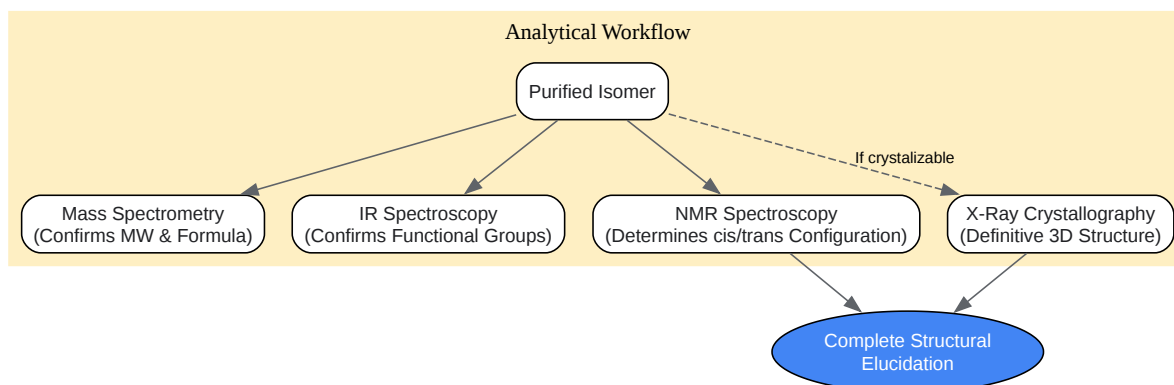 Analytical Workflow
Purified Isomer
If crystalizable
Mass Spectrometry
(Confirms MW & Formula)
IR Spectroscopy
(Confirms Functional Groups)
NMR Spectroscopy
(Determines cis/trans Configuration)
X-Ray Crystallography
(Definitive 3D Structure)
Complete Structural
Elucidation